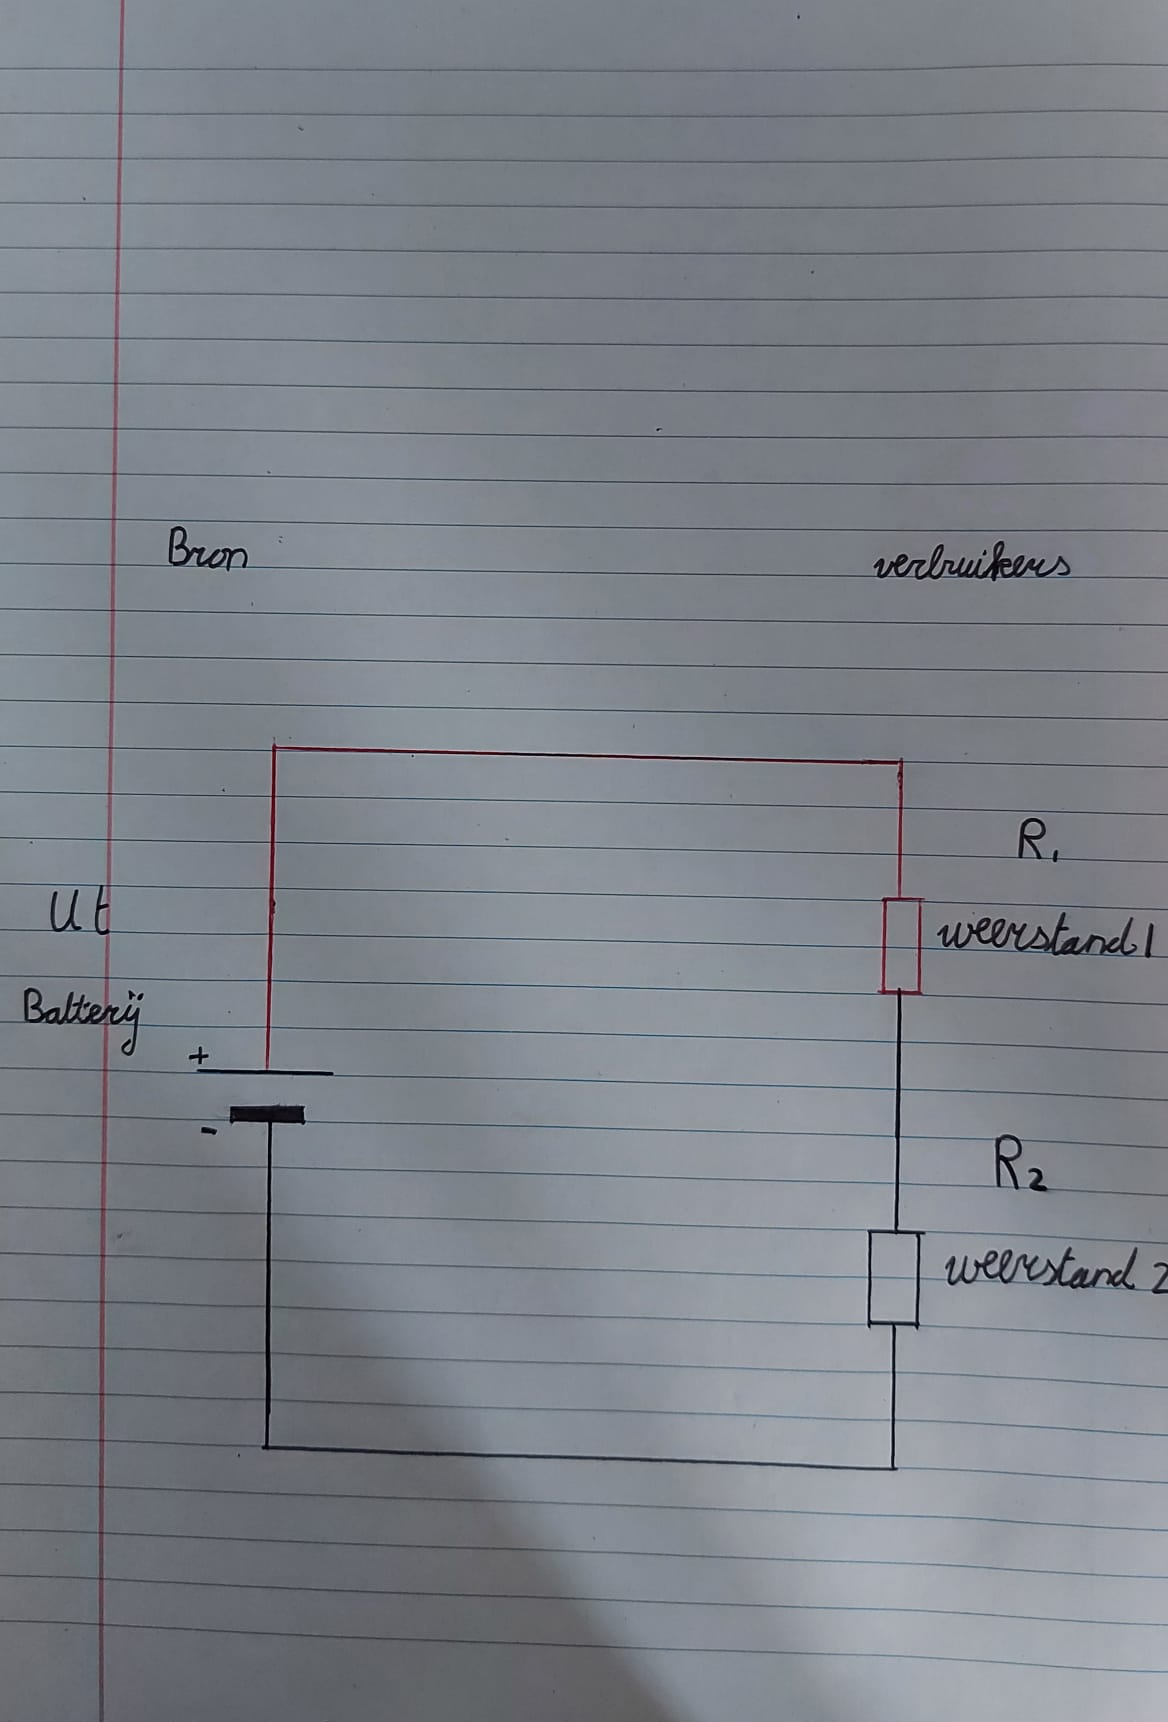 Bron
verbruikers
R1
Ut
weerstand 1
Batterij
+
-
R2
weerstand 2